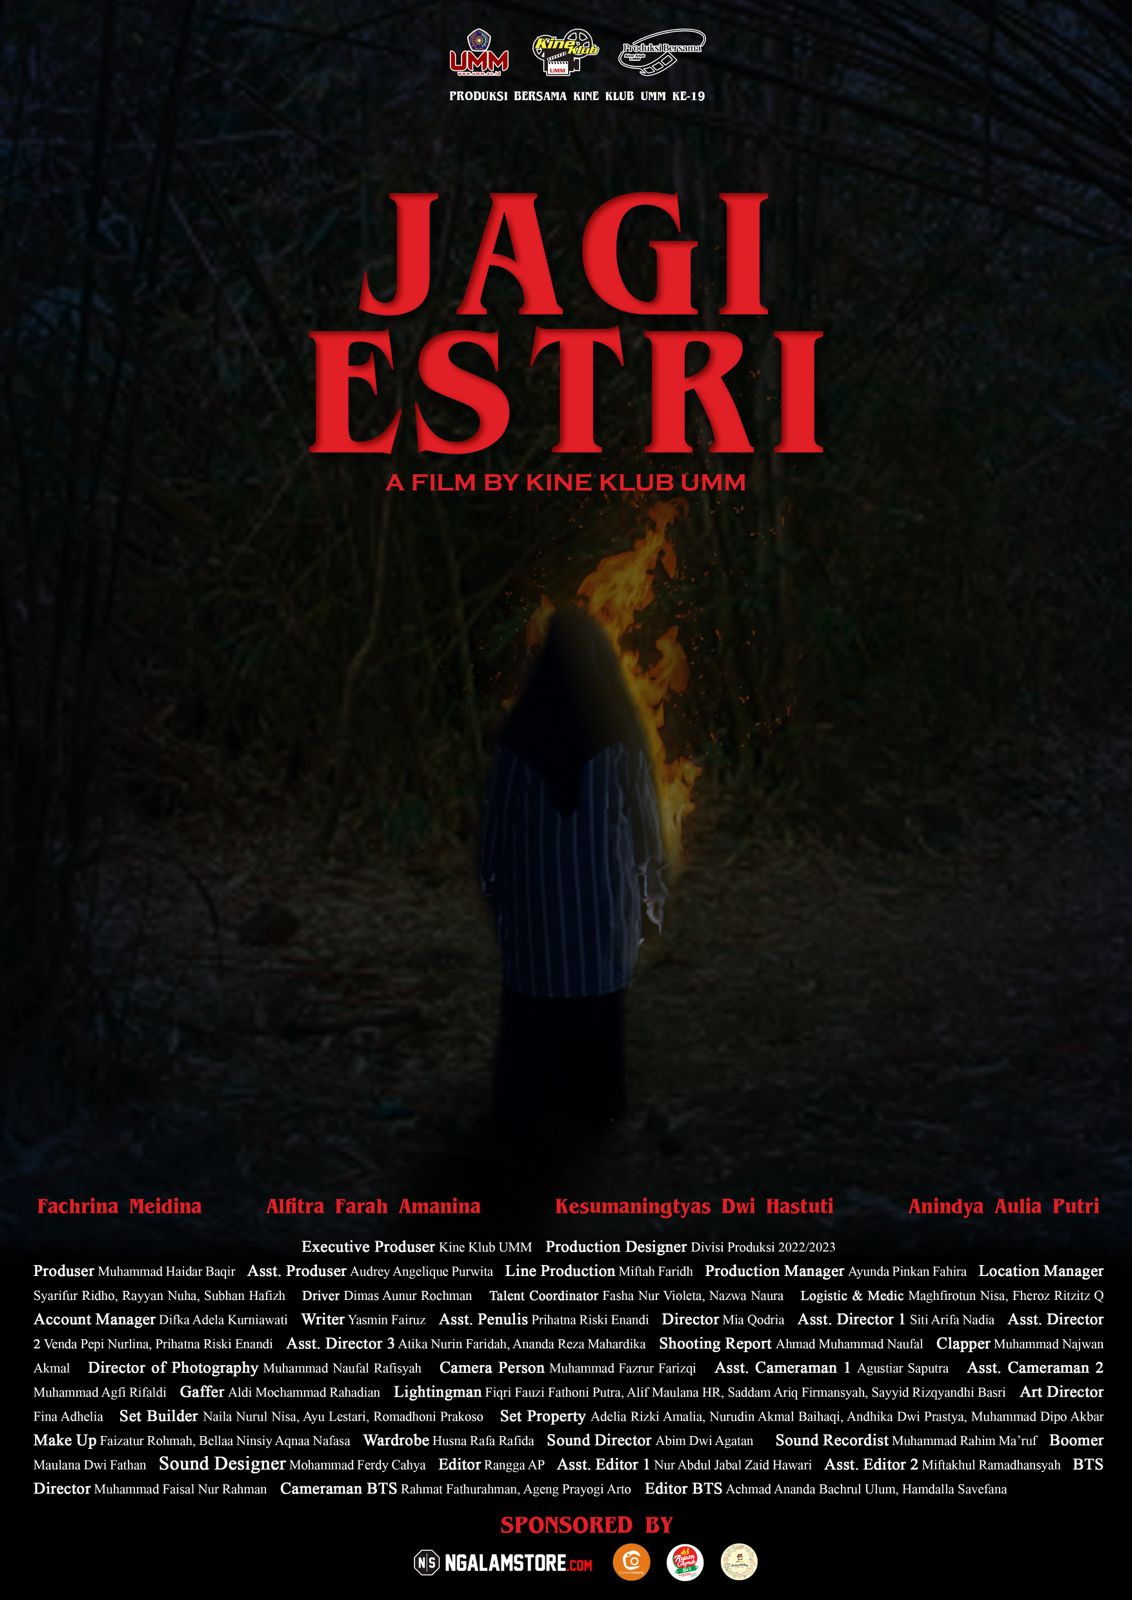 UMM
www.umm.ac.id
Kine Klub
UMM
Produksi Bersama
PRODUKSI BERSAMA KINE KLUB UMM KE-19
JAGI
ESTRI
A FILM BY KINE KLUB UMM
Fachrina Meidina Alfitra Farah Amanina Kesumaningtyas Dwi Hastuti Anindya Aulia Putri
Executive Produser Kine Klub UMM Production Designer Divisi Produksi 2022/2023
Produser Muhammad Haidar Baqir Asst. Produser Audrey Angelique Purwita Line Production Miftah Faridh Production Manager Ayunda Pinkan Fahira Location Manager
Syarifur Ridho, Rayyan Nuha, Subhan Hafizh Driver Dimas Aunur Rochman Talent Coordinator Fasha Nur Violeta, Nazwa Naura Logistic & Medic Maghfirotun Nisa, Fheroz Ritzitz Q
Account Manager Difka Adela Kurniawati Writer Yasmin Fairuz Asst. Penulis Prihatna Riski Enandi Director Mia Qodria Asst. Director 1 Siti Arifa Nadia Asst. Director
2 Venda Pepi Nurlina, Prihatna Riski Enandi Asst. Director 3 Atika Nurin Faridah, Ananda Reza Mahardika Shooting Report Ahmad Muhammad Naufal Clapper Muhammad Najwan
Akmal Director of Photography Muhammad Naufal Rafisyah Camera Person Muhammad Fazrur Farizqi Asst. Cameraman 1 Agustiar Saputra Asst. Cameraman 2
Muhammad Agfi Rifaldi Gaffer Aldi Mochammad Rahadian Lightingman Fiqri Fauzi Fathoni Putra, Alif Maulana HR, Saddam Ariq Firmansyah, Sayyid Rizqyandhi Basri Art Director
Fina Adhelia Set Builder Naila Nurul Nisa, Ayu Lestari, Romadhoni Prakoso Set Property Adelia Rizki Amalia, Nurudin Akmal Baihaqi, Andhika Dwi Prastya, Muhammad Dipo Akbar
Make Up Faizatur Rohmah, Bellaa Ninsiy Aqnaa Nafasa Wardrobe Husna Rafa Rafida Sound Director Abim Dwi Agatan Sound Recordist Muhammad Rahim Ma'ruf Boomer
Maulana Dwi Fathan Sound Designer Mohammad Ferdy Cahya Editor Rangga AP Asst. Editor 1 Nur Abdul Jabal Zaid Hawari Asst. Editor 2 Miftakhul Ramadhansyah BTS
Director Muhammad Faisal Nur Rahman Cameraman BTS Rahmat Fathurahman, Ageng Prayogi Arto Editor BTS Achmad Ananda Bachrul Ulum, Hamdalla Savefana
SPONSORED BY
N S NGALAMSTORE.COM